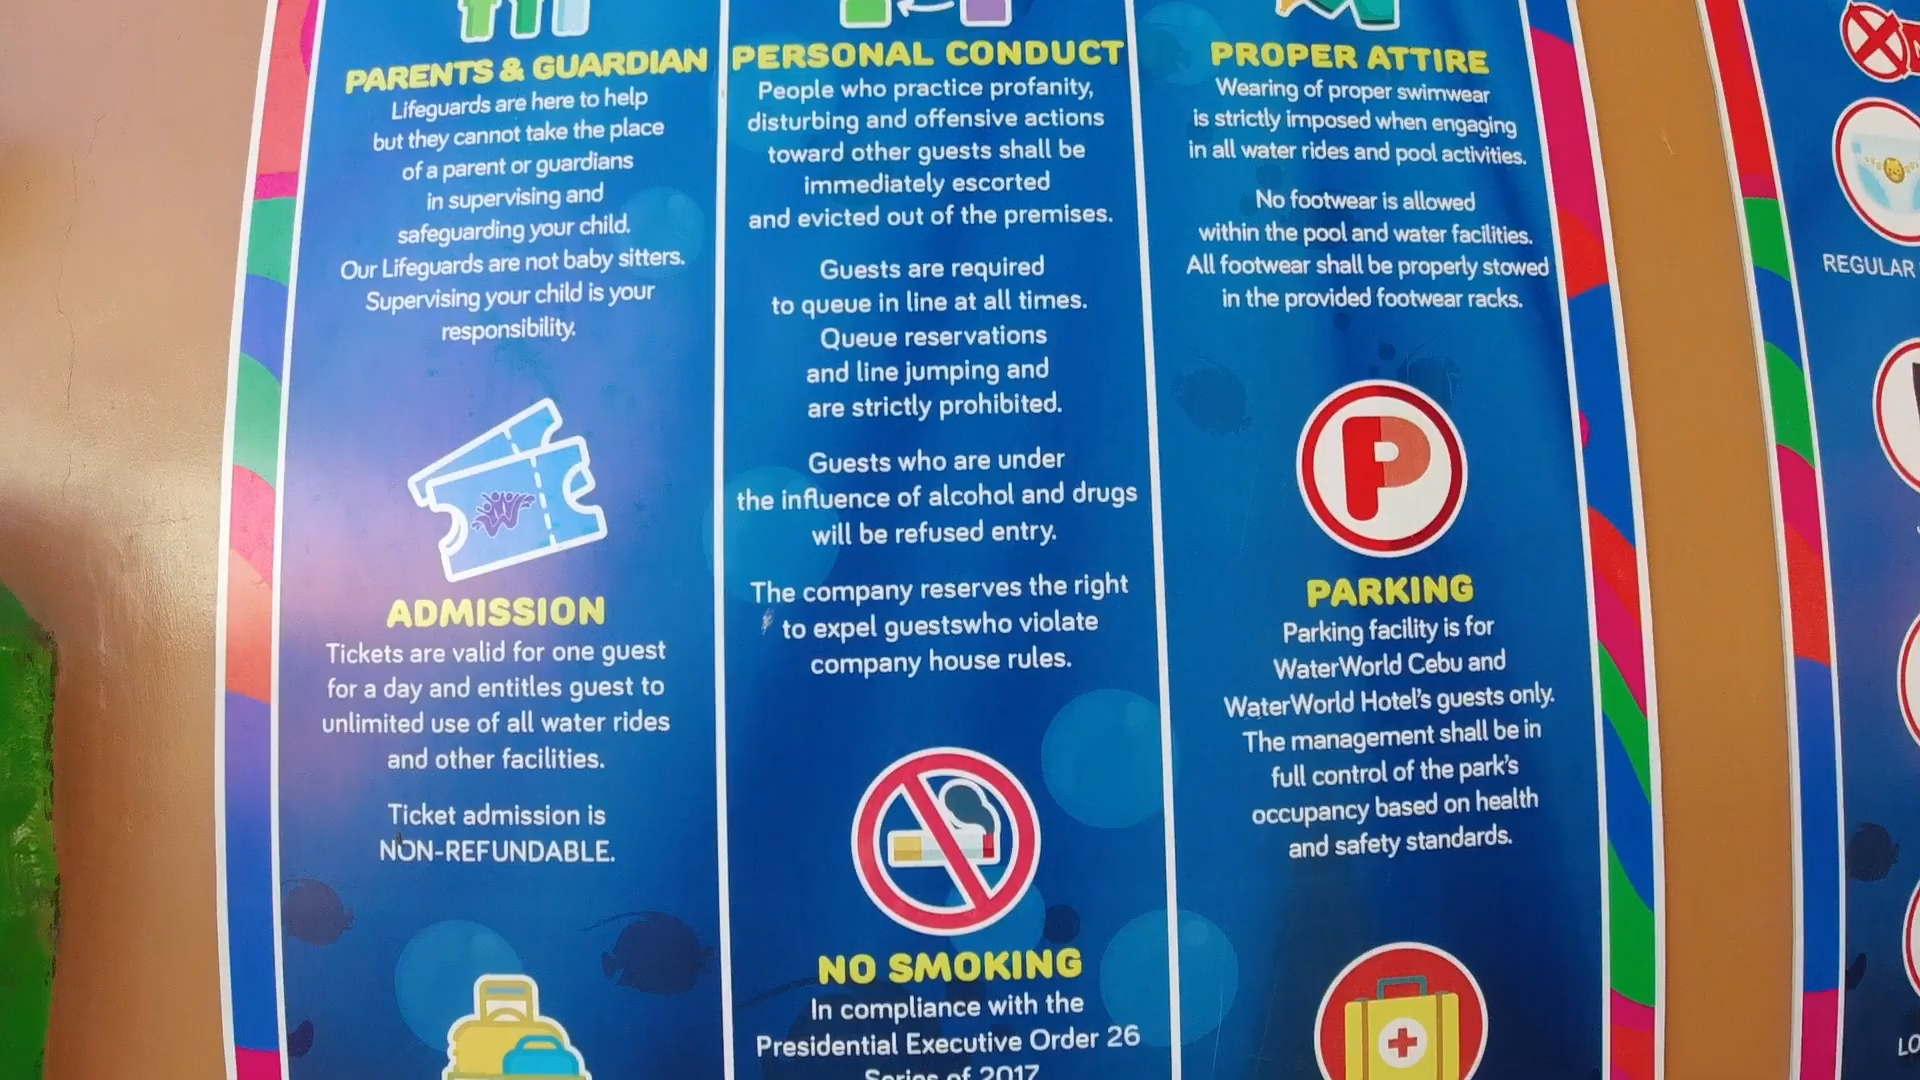 PARENTS & GUARDIAN
Lifeguards are here to help
but they cannot take the place
of a parent or guardians
in supervising and
safeguarding your child.
Our Lifeguards are not baby sitters.
Supervising your child is your
responsibility.
ADMISSION
Tickets are valid for one guest
for a day and entitles guest to
unlimited use of all water rides
and other facilities.
Ticket admission is
NON-REFUNDABLE.
PERSONAL CONDUCT
People who practice profanity,
disturbing and offensive actions
toward other guests shall be
immediately escorted
and evicted out of the premises.
Guests are required
to queue in line at all times.
Queue reservations
and line jumping and
are strictly prohibited.
Guests who are under
the influence of alcohol and drugs
will be refused entry.
The company reserves the right
to expel guestswho violate
company house rules.
NO SMOKING
In compliance with the
Presidential Executive Order 26
Series of 2017
PROPER ATTIRE
Wearing of proper swimwear
is strictly imposed when engaging
in all water rides and pool activities.
No footwear is allowed
within the pool and water facilities.
All footwear shall be properly stowed
in the provided footwear racks.
P
PARKING
Parking facility is for
WaterWorld Cebu and
WaterWorld Hotel's guests only.
The management shall be in
full control of the park's
occupancy based on health
and safety standards.
REGULAR